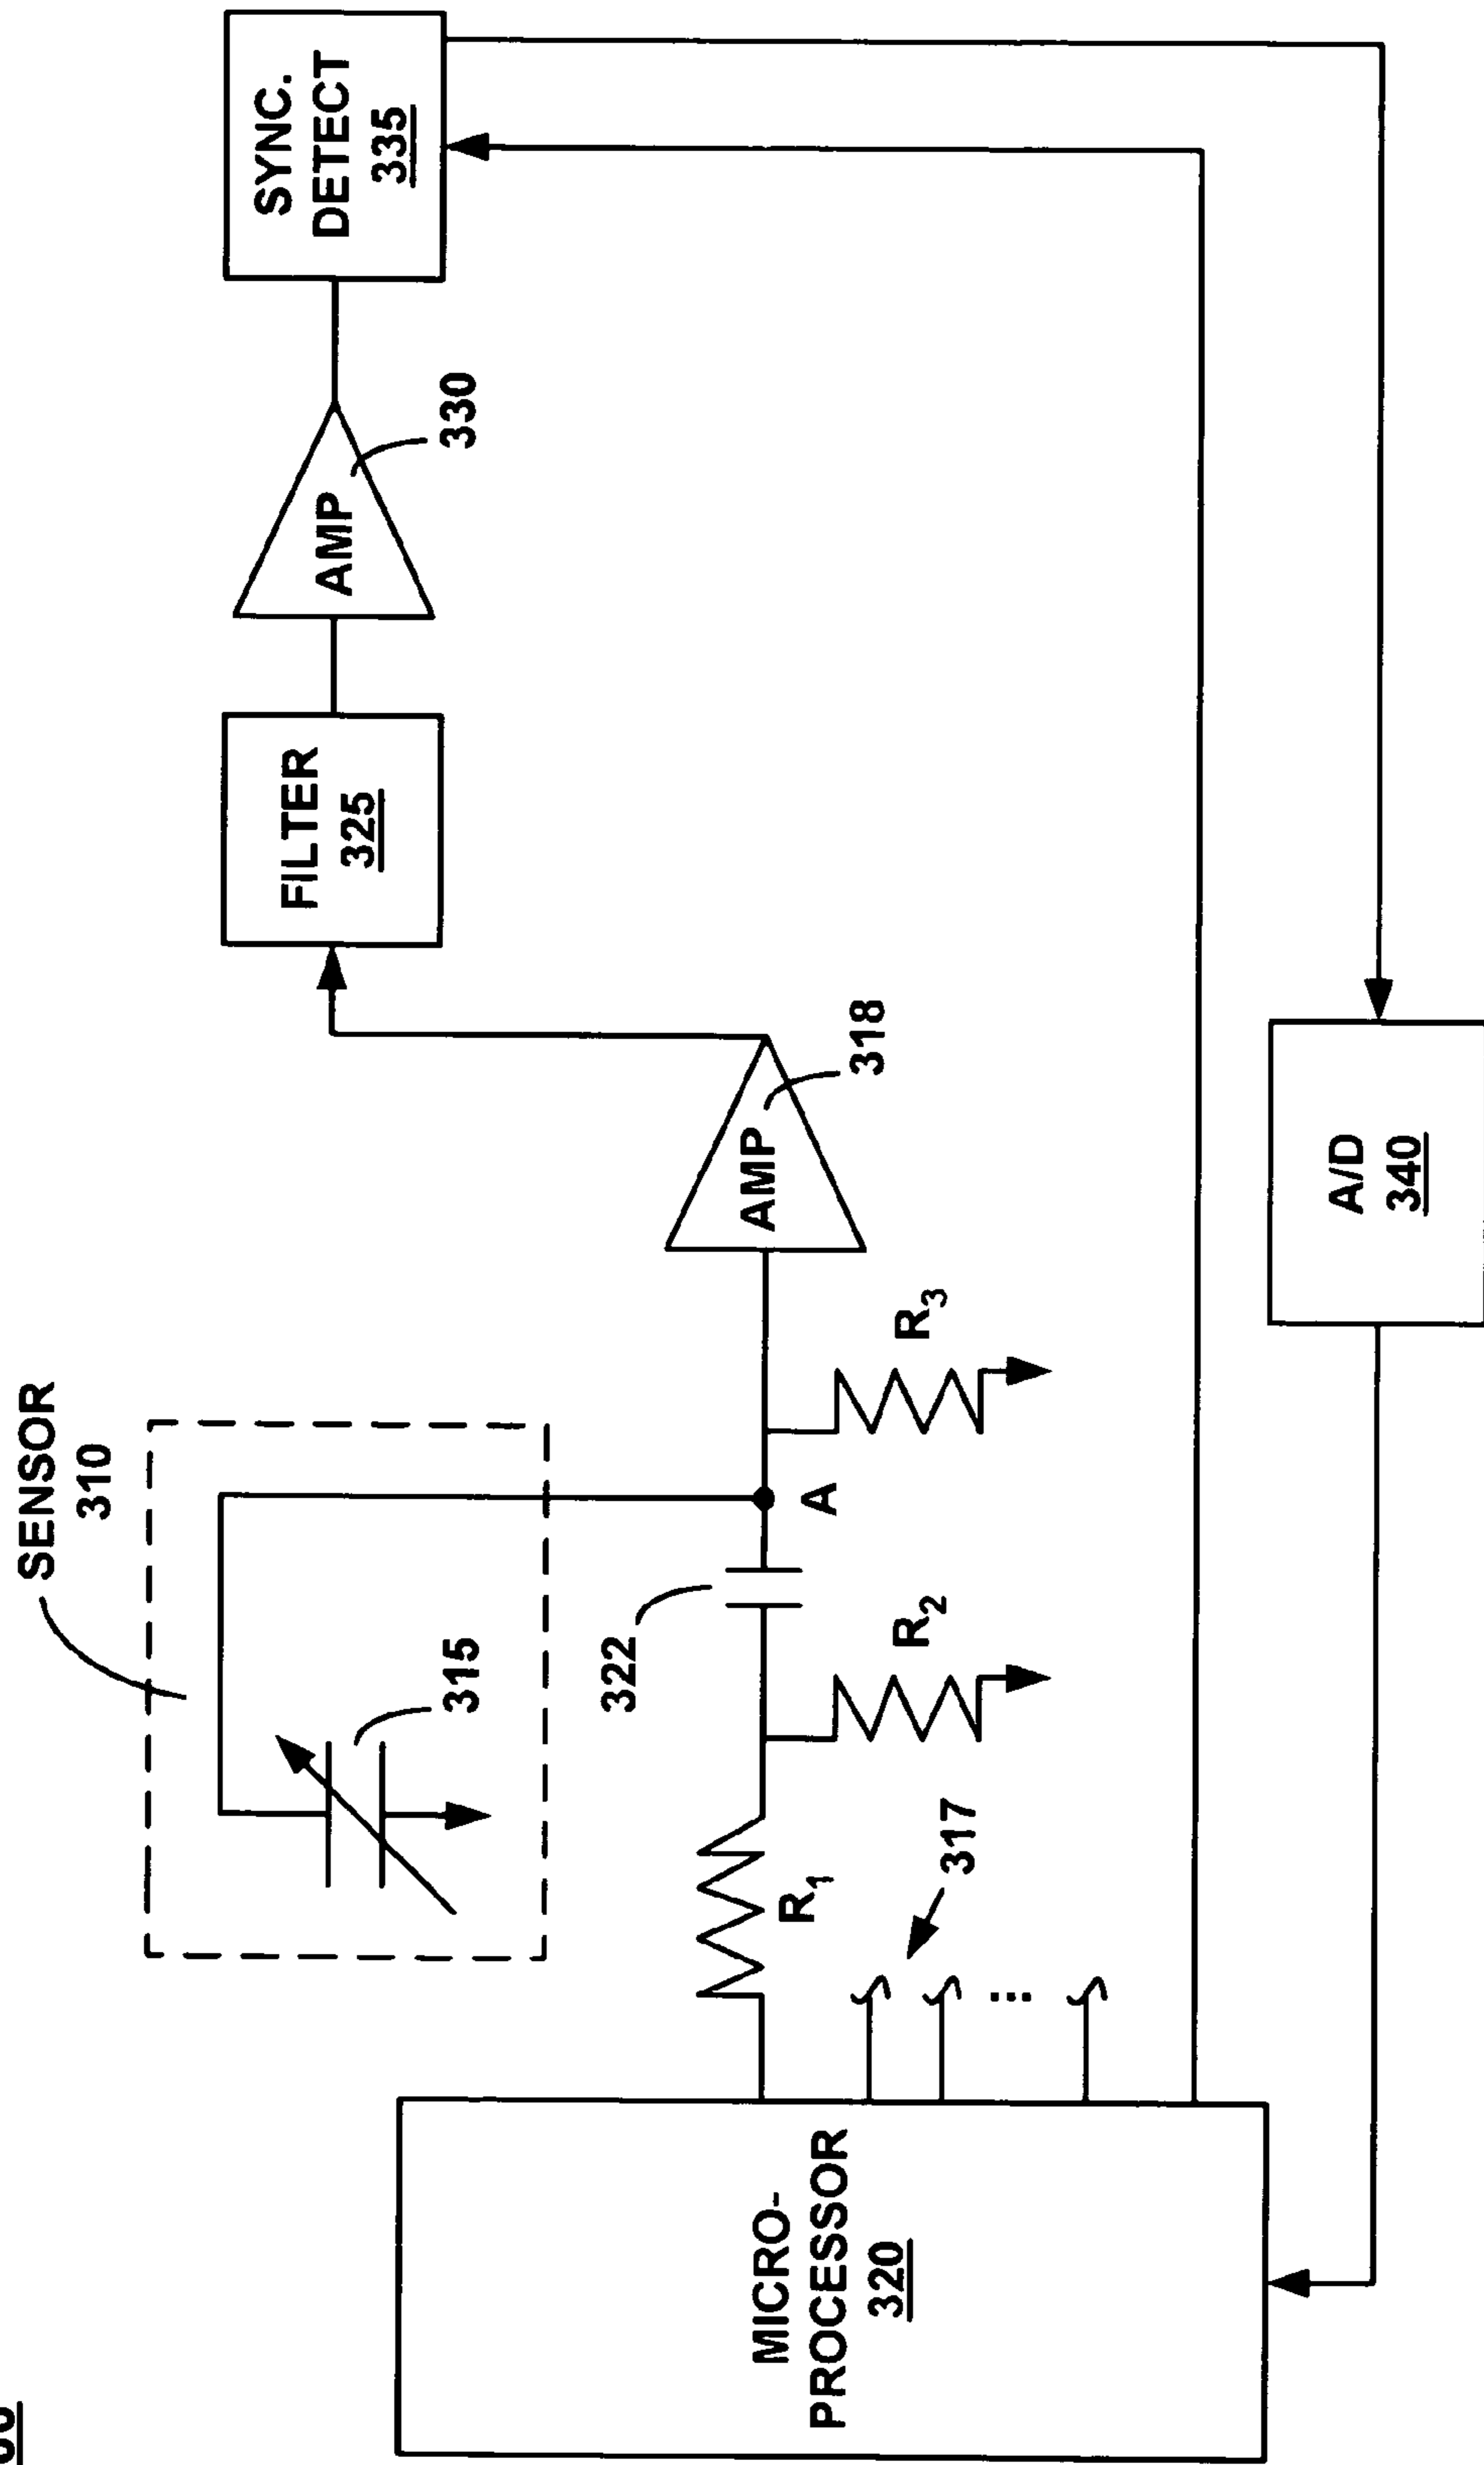 SENSOR
310
315
322
A
R1
R2
R3
317
MICRO-
PROCESSOR
320
AMP
318
FILTER
325
AMP
330
SYNC.
DETECT
335
A/D
340